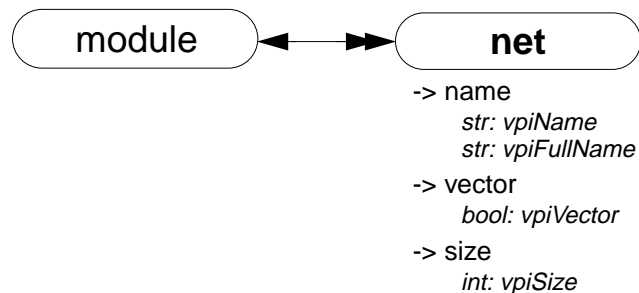 module
net
-> name
str: vpiName
str: vpiFullName
-> vector
bool: vpiVector
-> size
int: vpiSize